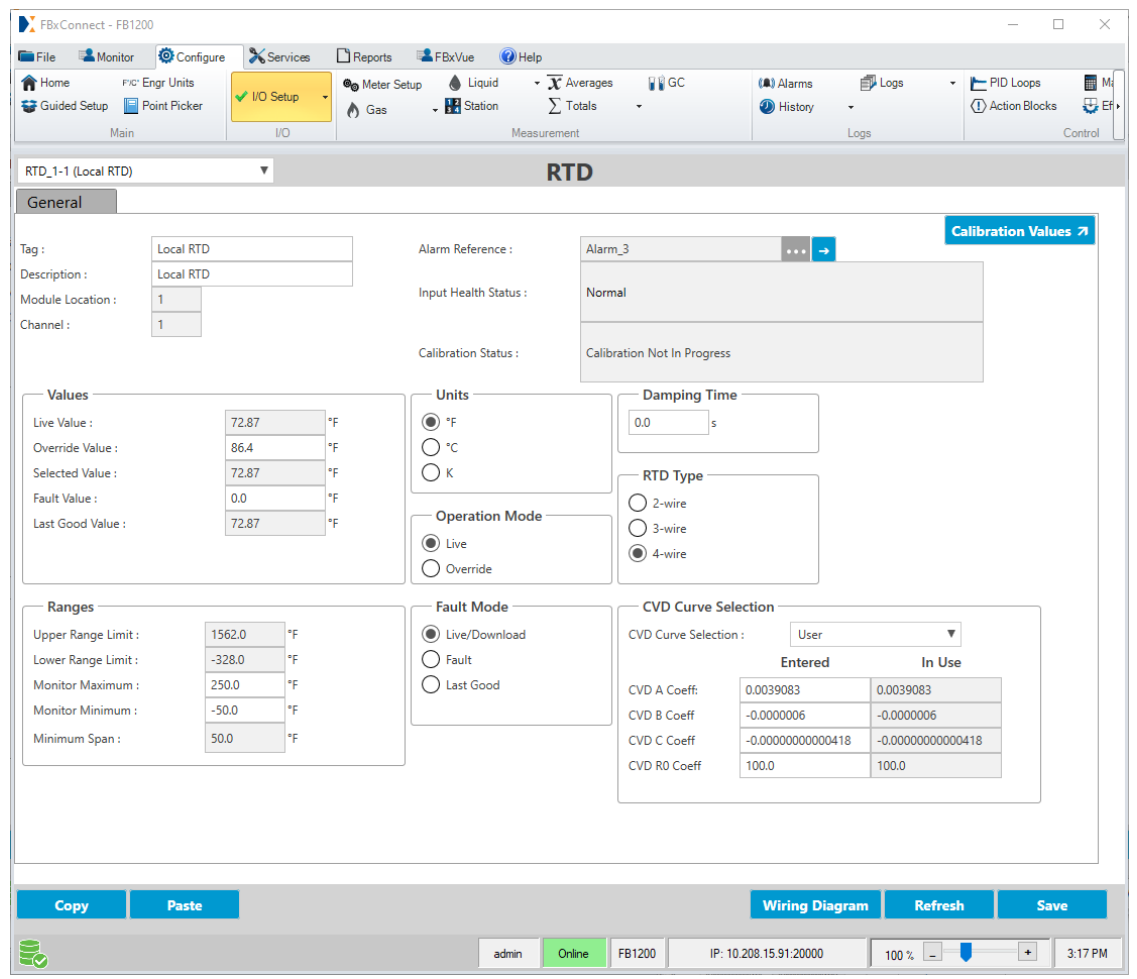 FBxConnect - FB1200
File Monitor Configure Services Reports FBxVue Help
Home Engr Units I/O Setup Meter Setup Liquid Averages GC Alarms Logs PID Loops
Guided Setup Point Picker Gas Station Totals History Action Blocks
Main I/O Measurement Logs Control
RTD_1-1 (Local RTD) RTD
General
Calibration Values
Tag : Local RTD Alarm Reference : Alarm_3 ...
Description : Local RTD
Module Location : 1 Input Health Status : Normal
Channel : 1
Calibration Status : Calibration Not In Progress
Values Units Damping Time
Live Value : 72.87 °F °F 0.0 s
Override Value : 86.4 °F °C
Selected Value : 72.87 °F K RTD Type
Fault Value : 0.0 °F 2-wire
Last Good Value : 72.87 °F Operation Mode 3-wire
Live 4-wire
Override
Ranges Fault Mode CVD Curve Selection
Upper Range Limit : 1562.0 °F Live/Download CVD Curve Selection : User
Lower Range Limit : -328.0 °F Fault Entered In Use
Monitor Maximum : 250.0 °F Last Good CVD A Coeff: 0.0039083 0.0039083
Monitor Minimum : -50.0 °F CVD B Coeff -0.0000006 -0.0000006
Minimum Span : 50.0 °F CVD C Coeff -0.00000000000418 -0.00000000000418
CVD R0 Coeff 100.0 100.0
Copy Paste Wiring Diagram Refresh Save
admin Online FB1200 IP: 10.208.15.91:20000 100 % - + 3:17 PM